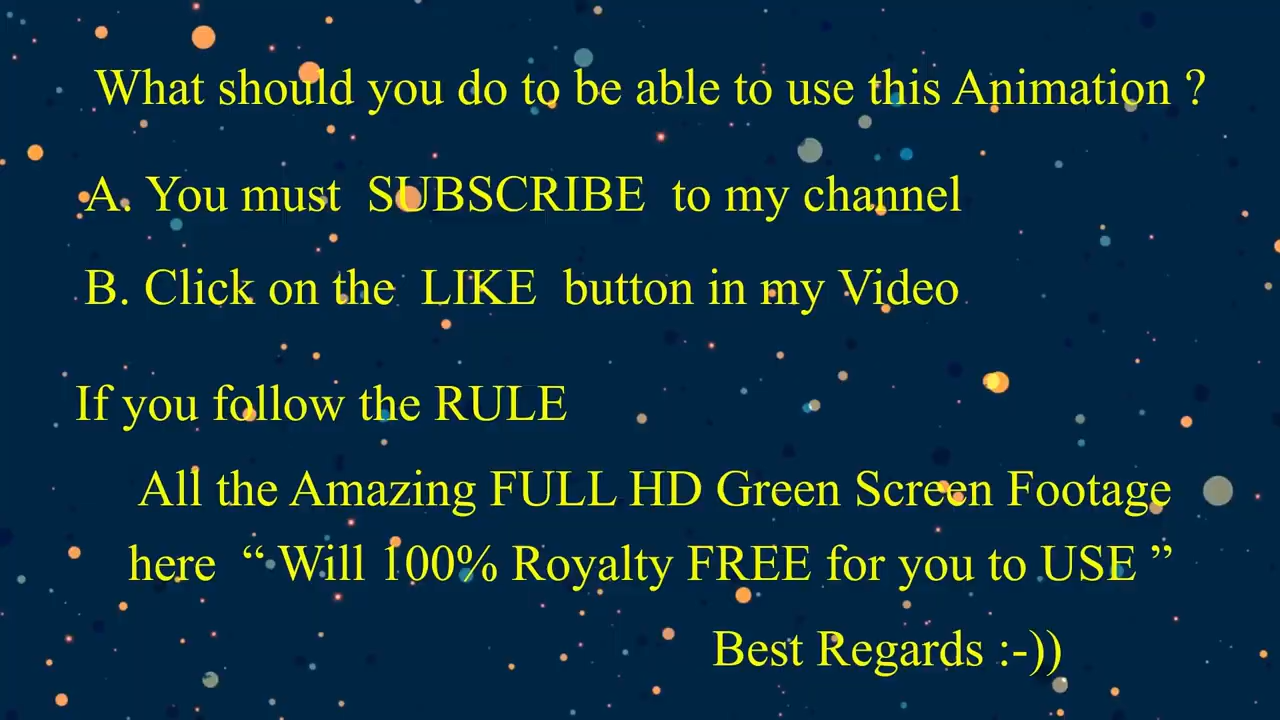 What should you do to be able to use this Animation ?
A. You must SUBSCRIBE to my channel
B. Click on the LIKE button in my Video
If you follow the RULE
All the Amazing FULL HD Green Screen Footage
here “ Will 100% Royalty FREE for you to USE ”
Best Regards :-))